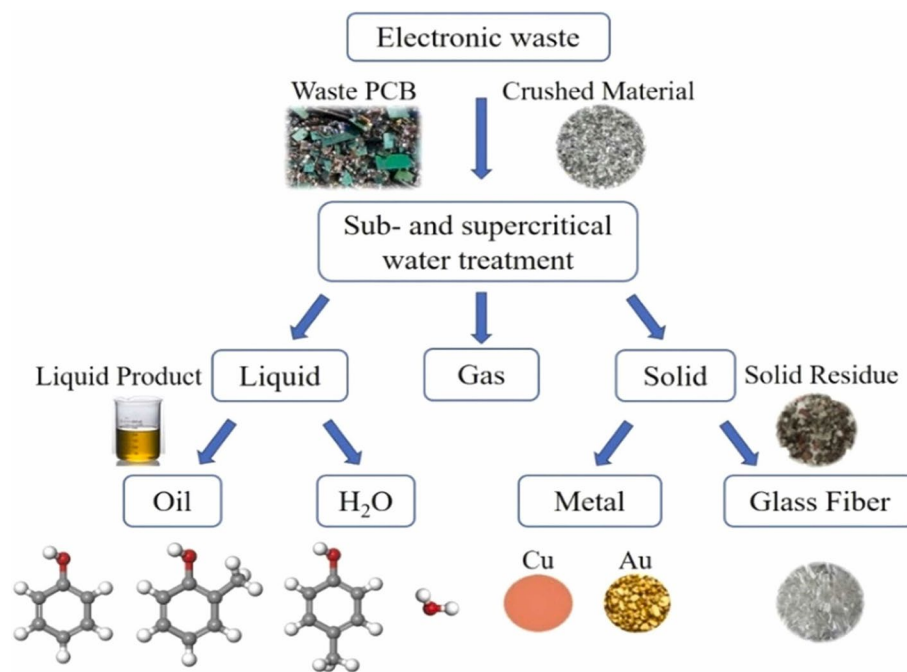 Electronic waste
Waste PCB
Crushed Material
Sub- and supercritical
water treatment
Liquid Product
Liquid
Gas
Solid
Solid Residue
Oil
H₂O
Metal
Glass Fiber
Cu
Au